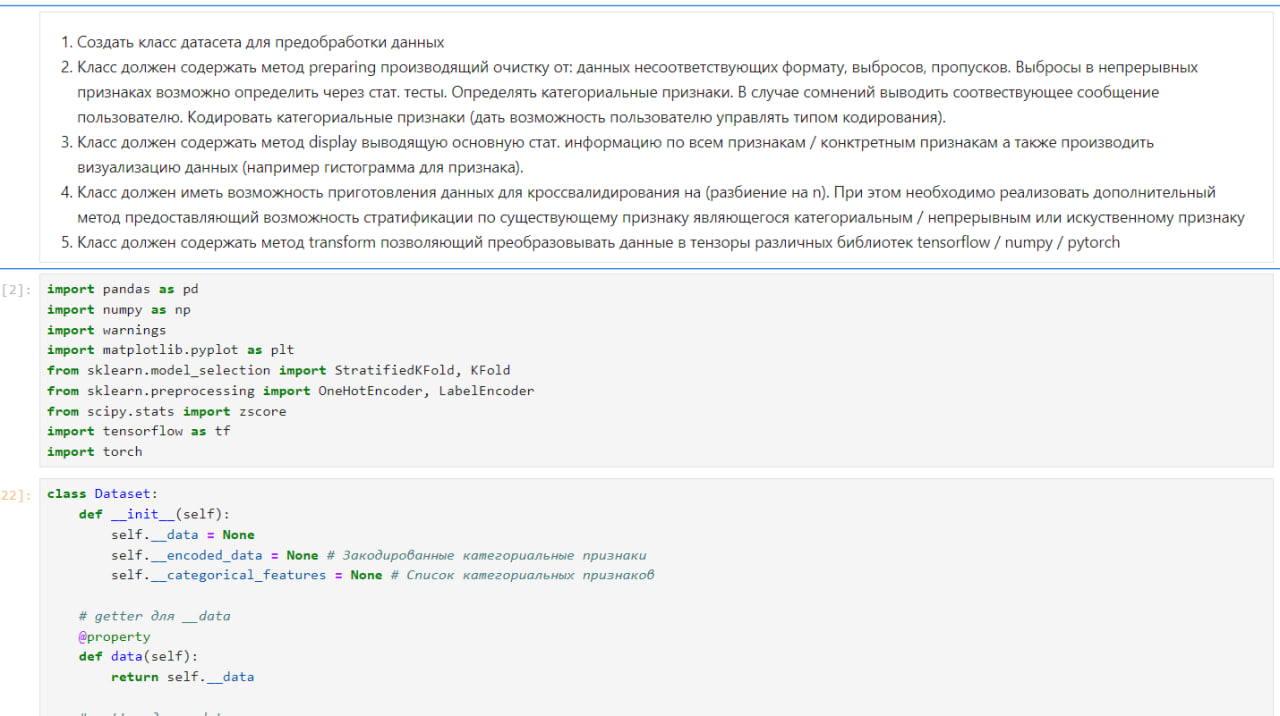 1. Создать класс датасета для предобработки данных
2. Класс должен содержать метод preparing производящий очистку от: данных несоответствующих формату, выбросов, пропусков. Выбросы в непрерывных
признаках возможно определить через стат. тесты. Определять категориальные признаки. В случае сомнений выводить соотвествующее сообщение
пользователю. Кодировать категориальные признаки (дать возможность пользователю управлять типом кодирования).
3. Класс должен содержать метод display выводящую основную стат. информацию по всем признакам / конктретным признакам а также производить
визуализацию данных (например гистограмма для признака).
4. Класс должен иметь возможность приготовления данных для кроссвалидирования на (разбиение на n). При этом необходимо реализовать дополнительный
метод предоставляющий возможность стратификации по существующему признаку являющегося категориальным / непрерывным или искуственному признаку
5. Класс должен содержать метод transform позволяющий преобразовывать данные в тензоры различных библиотек tensorflow / numpy / pytorch
[2]: import pandas as pd
import numpy as np
import warnings
import matplotlib.pyplot as plt
from sklearn.model_selection import StratifiedKFold, KFold
from sklearn.preprocessing import OneHotEncoder, LabelEncoder
from scipy.stats import zscore
import tensorflow as tf
import torch
22]: class Dataset:
    def __init__(self):
        self.__data = None
        self.__encoded_data = None # Закодированные категориальные признаки
        self.__categorical_features = None # Список категориальных признаков
    # getter для __data
    @property
    def data(self):
        return self.__data